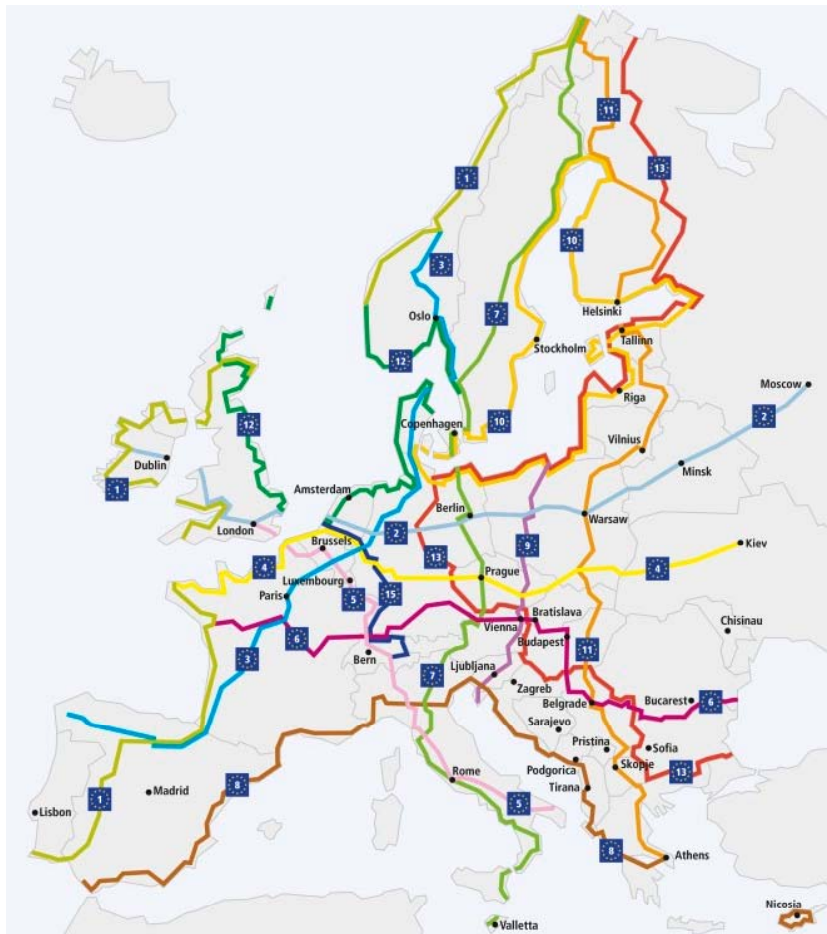 11
1
13
3
10
Oslo
7
Helsinki
Tallinn
12
Stockholm
Moscow
Riga
12
Copenhagen
10
2
Vilnius
Dublin
Minsk
1
Amsterdam
Berlin
Warsaw
London
2
Kiev
Brussels
9
4
13
4
Luxembourg
Prague
Paris
5
15
Bratislava
Chisinau
6
Vienna
Budapest
3
Bern
11
7
Ljubljana
Zagreb
Belgrade
Bucarest
6
Sarajevo
Pristina
Sofia
Rome
Podgorica
Skopje
13
Madrid
Tirana
1
8
5
Lisbon
8
Athens
Nicosia
Valletta